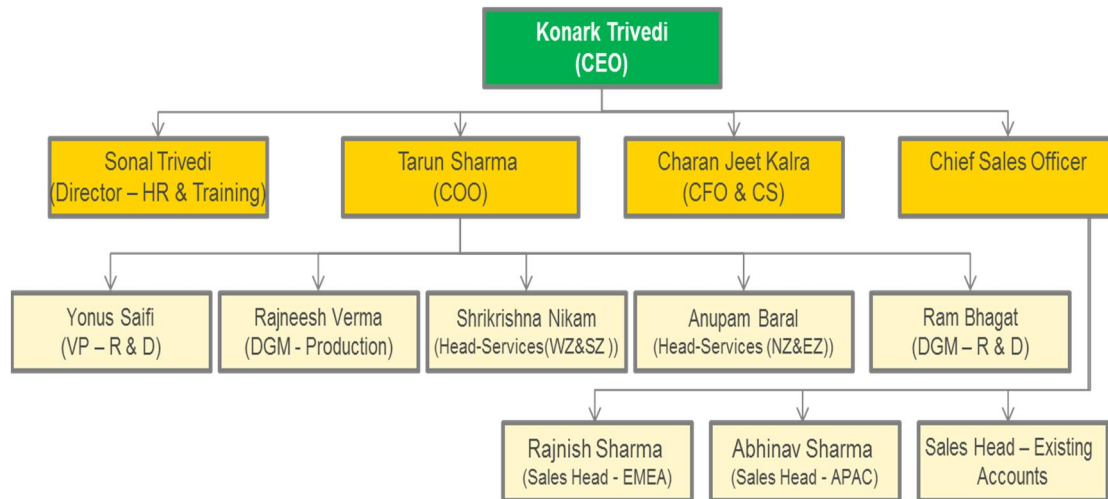 Konark Trivedi
(CEO)
Sonal Trivedi
(Director – HR & Training)
Tarun Sharma
(COO)
Charan Jeet Kalra
(CFO & CS)
Chief Sales Officer
Yonus Saifi
(VP – R & D)
Rajneesh Verma
(DGM - Production)
Shrikrishna Nikam
(Head-Services(WZ&SZ ))
Anupam Baral
(Head-Services (NZ&EZ))
Ram Bhagat
(DGM – R & D)
Rajnish Sharma
(Sales Head - EMEA)
Abhinav Sharma
(Sales Head - APAC)
Sales Head – Existing
Accounts